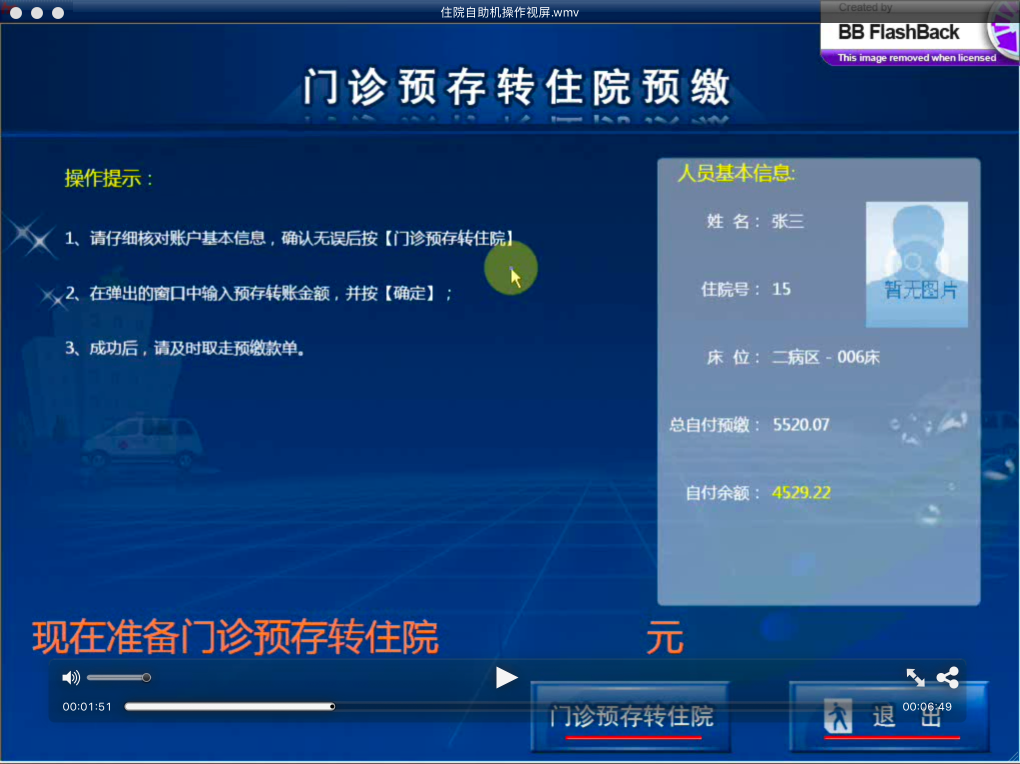 住院自助机操作视屏.wmv
Created by
BB FlashBack
This image removed when licensed
门诊预存转住院预缴
操作提示：
1、请仔细核对账户基本信息，确认无误后按【门诊预存转住院】
2、在弹出的窗口中输入预存转账金额，并按【确定】；
3、成功后，请及时取走预缴款单。
人员基本信息:
姓 名： 张三
暂无图片
住院号： 15
床 位： 二病区 - 006床
总自付预缴： 5520.07
自付余额： 4529.22
现在准备门诊预存转住院 元
00:01:51
00:06:49
门诊预存转住院
退 出